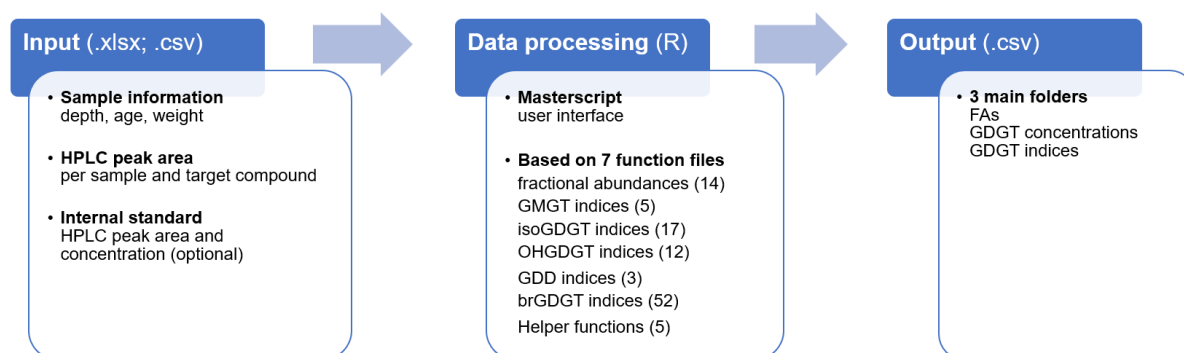 Input (.xlsx; .csv)
• Sample information
depth, age, weight
• HPLC peak area
per sample and target compound
• Internal standard
HPLC peak area and
concentration (optional)
Data processing (R)
• Masterscript
user interface
• Based on 7 function files
fractional abundances (14)
GMGT indices (5)
isoGDGT indices (17)
OHGDGT indices (12)
GDD indices (3)
brGDGT indices (52)
Helper functions (5)
Output (.csv)
• 3 main folders
FAs
GDGT concentrations
GDGT indices